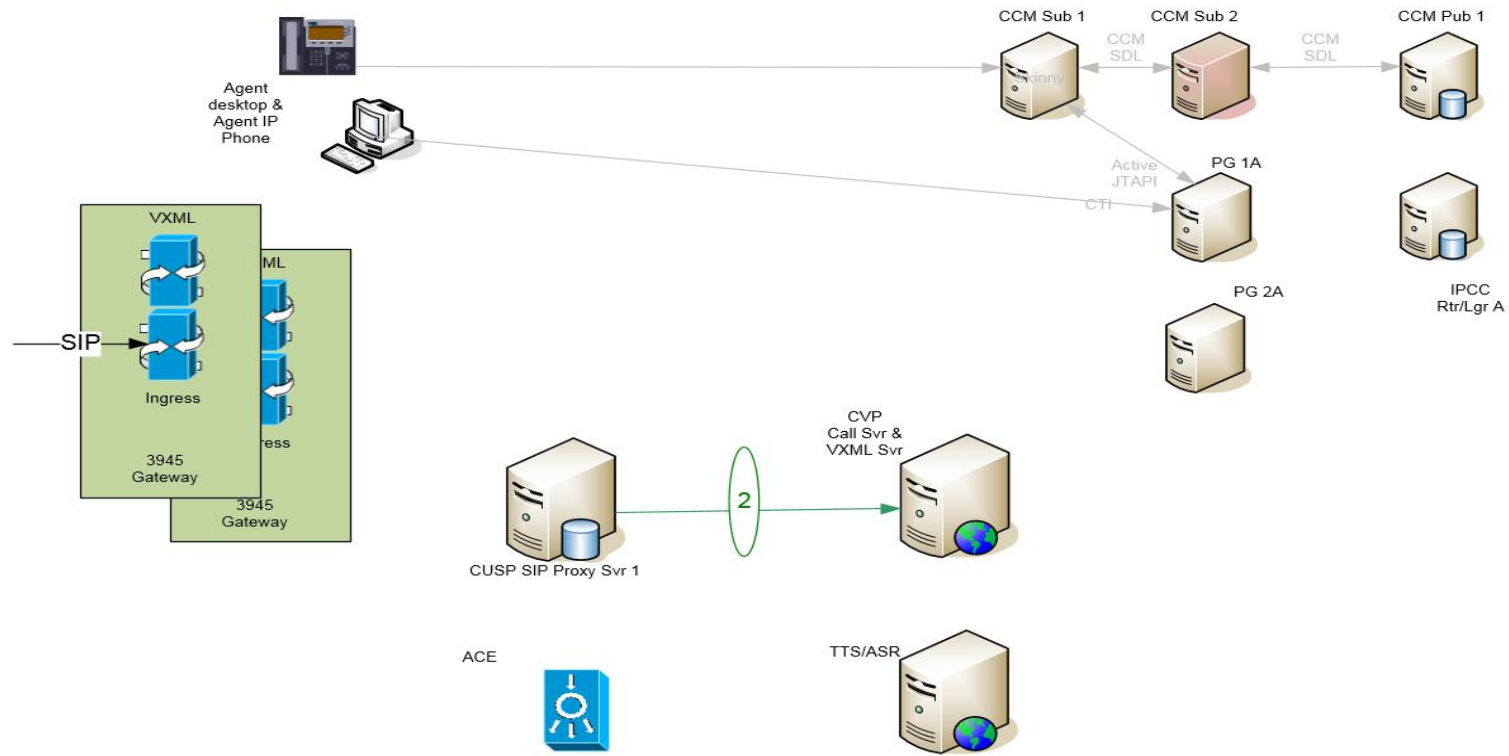 CCM Sub 1
CCM Sub 2
CCM Pub 1
CCM
SDL
CCM
SDL
Skinny
Agent
desktop &
Agent IP
Phone
Active
JTAPI
PG 1A
CTI
VXML
ML
SIP
Ingress
ress
3945
Gateway
3945
Gateway
PG 2A
IPCC
Rtr/Lgr A
CVP
Call Svr &
VXML Svr
2
CUSP SIP Proxy Svr 1
ACE
TTS/ASR